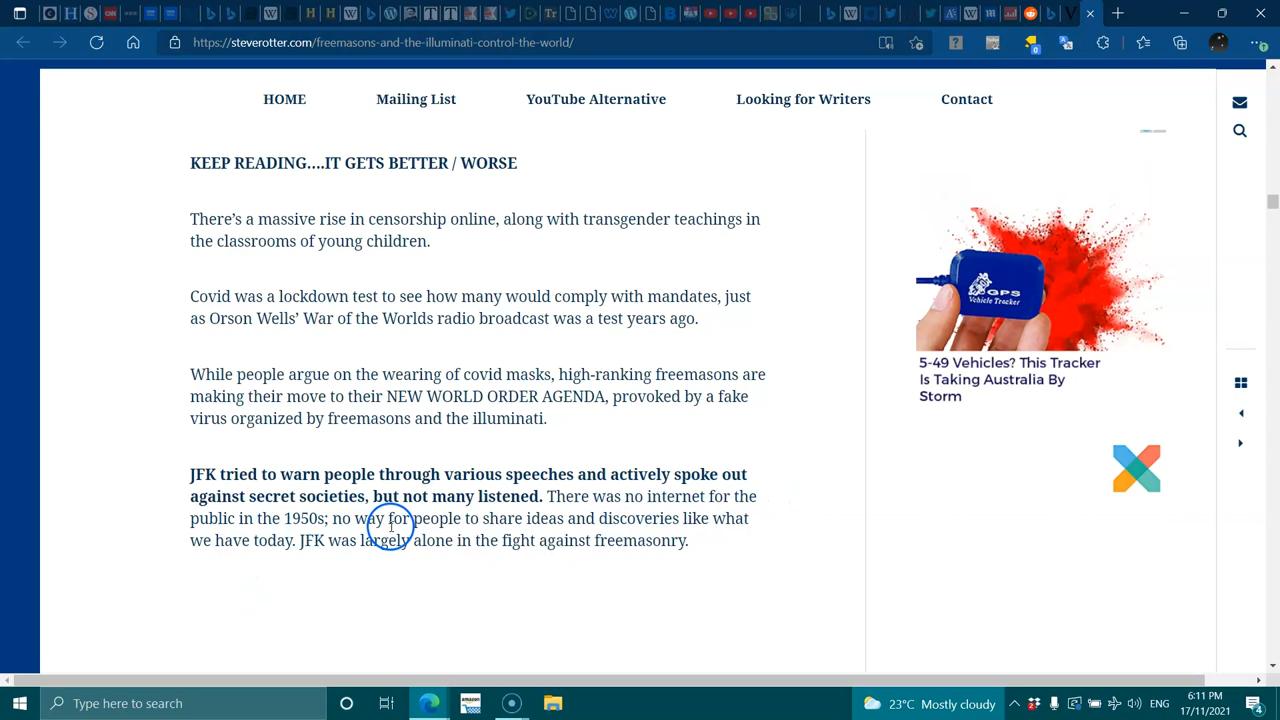 https://steverotter.com/freemasons-and-the-illuminati-control-the-world/
HOME Mailing List YouTube Alternative Looking for Writers Contact
KEEP READING....IT GETS BETTER / WORSE
There’s a massive rise in censorship online, along with transgender teachings in
the classrooms of young children.
Covid was a lockdown test to see how many would comply with mandates, just
as Orson Wells’ War of the Worlds radio broadcast was a test years ago.
While people argue on the wearing of covid masks, high-ranking freemasons are
making their move to their NEW WORLD ORDER AGENDA, provoked by a fake
virus organized by freemasons and the illuminati.
JFK tried to warn people through various speeches and actively spoke out
against secret societies, but not many listened. There was no internet for the
public in the 1950s; no way for people to share ideas and discoveries like what
we have today. JFK was largely alone in the fight against freemasonry.
GPS
Vehicle Tracker
5-49 Vehicles? This Tracker
Is Taking Australia By
Storm
Type here to search
23°C Mostly cloudy
ENG
6:11 PM
17/11/2021